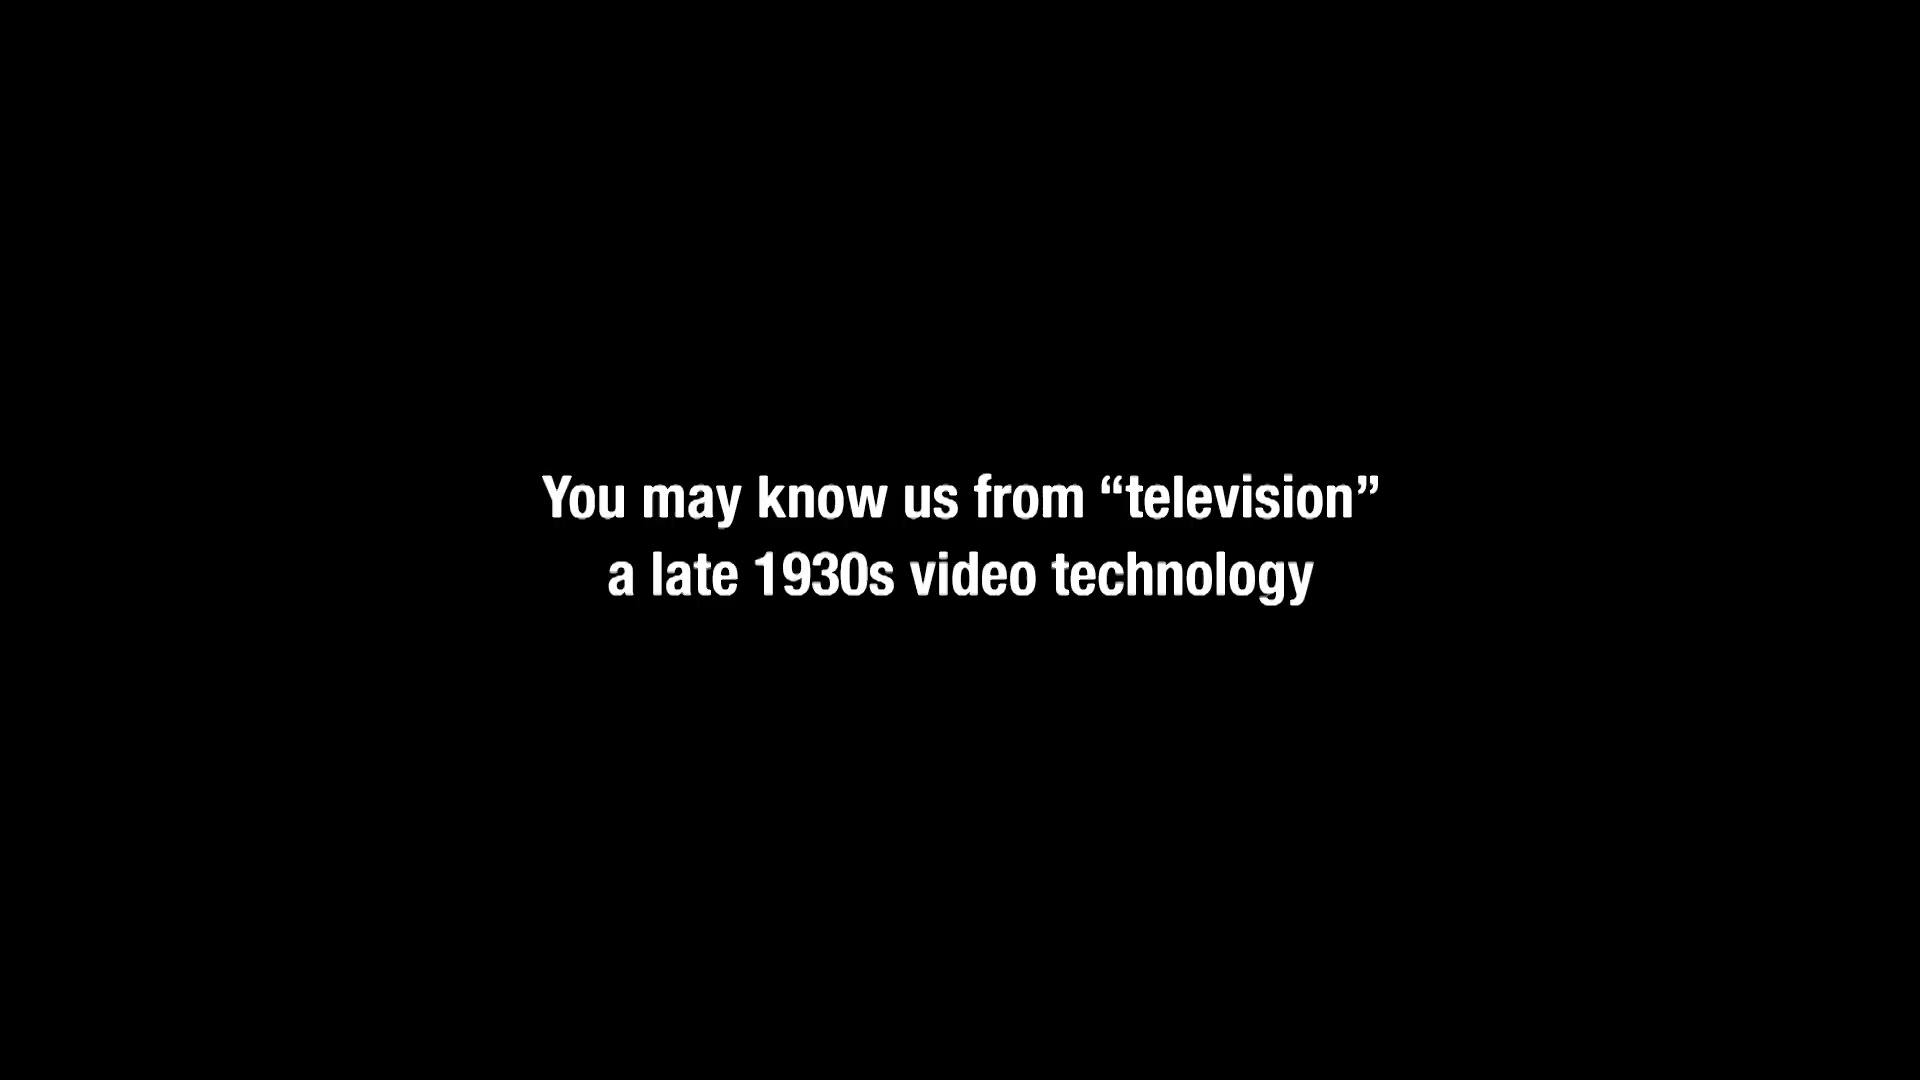 You may know us from “television”
a late 1930s video technology